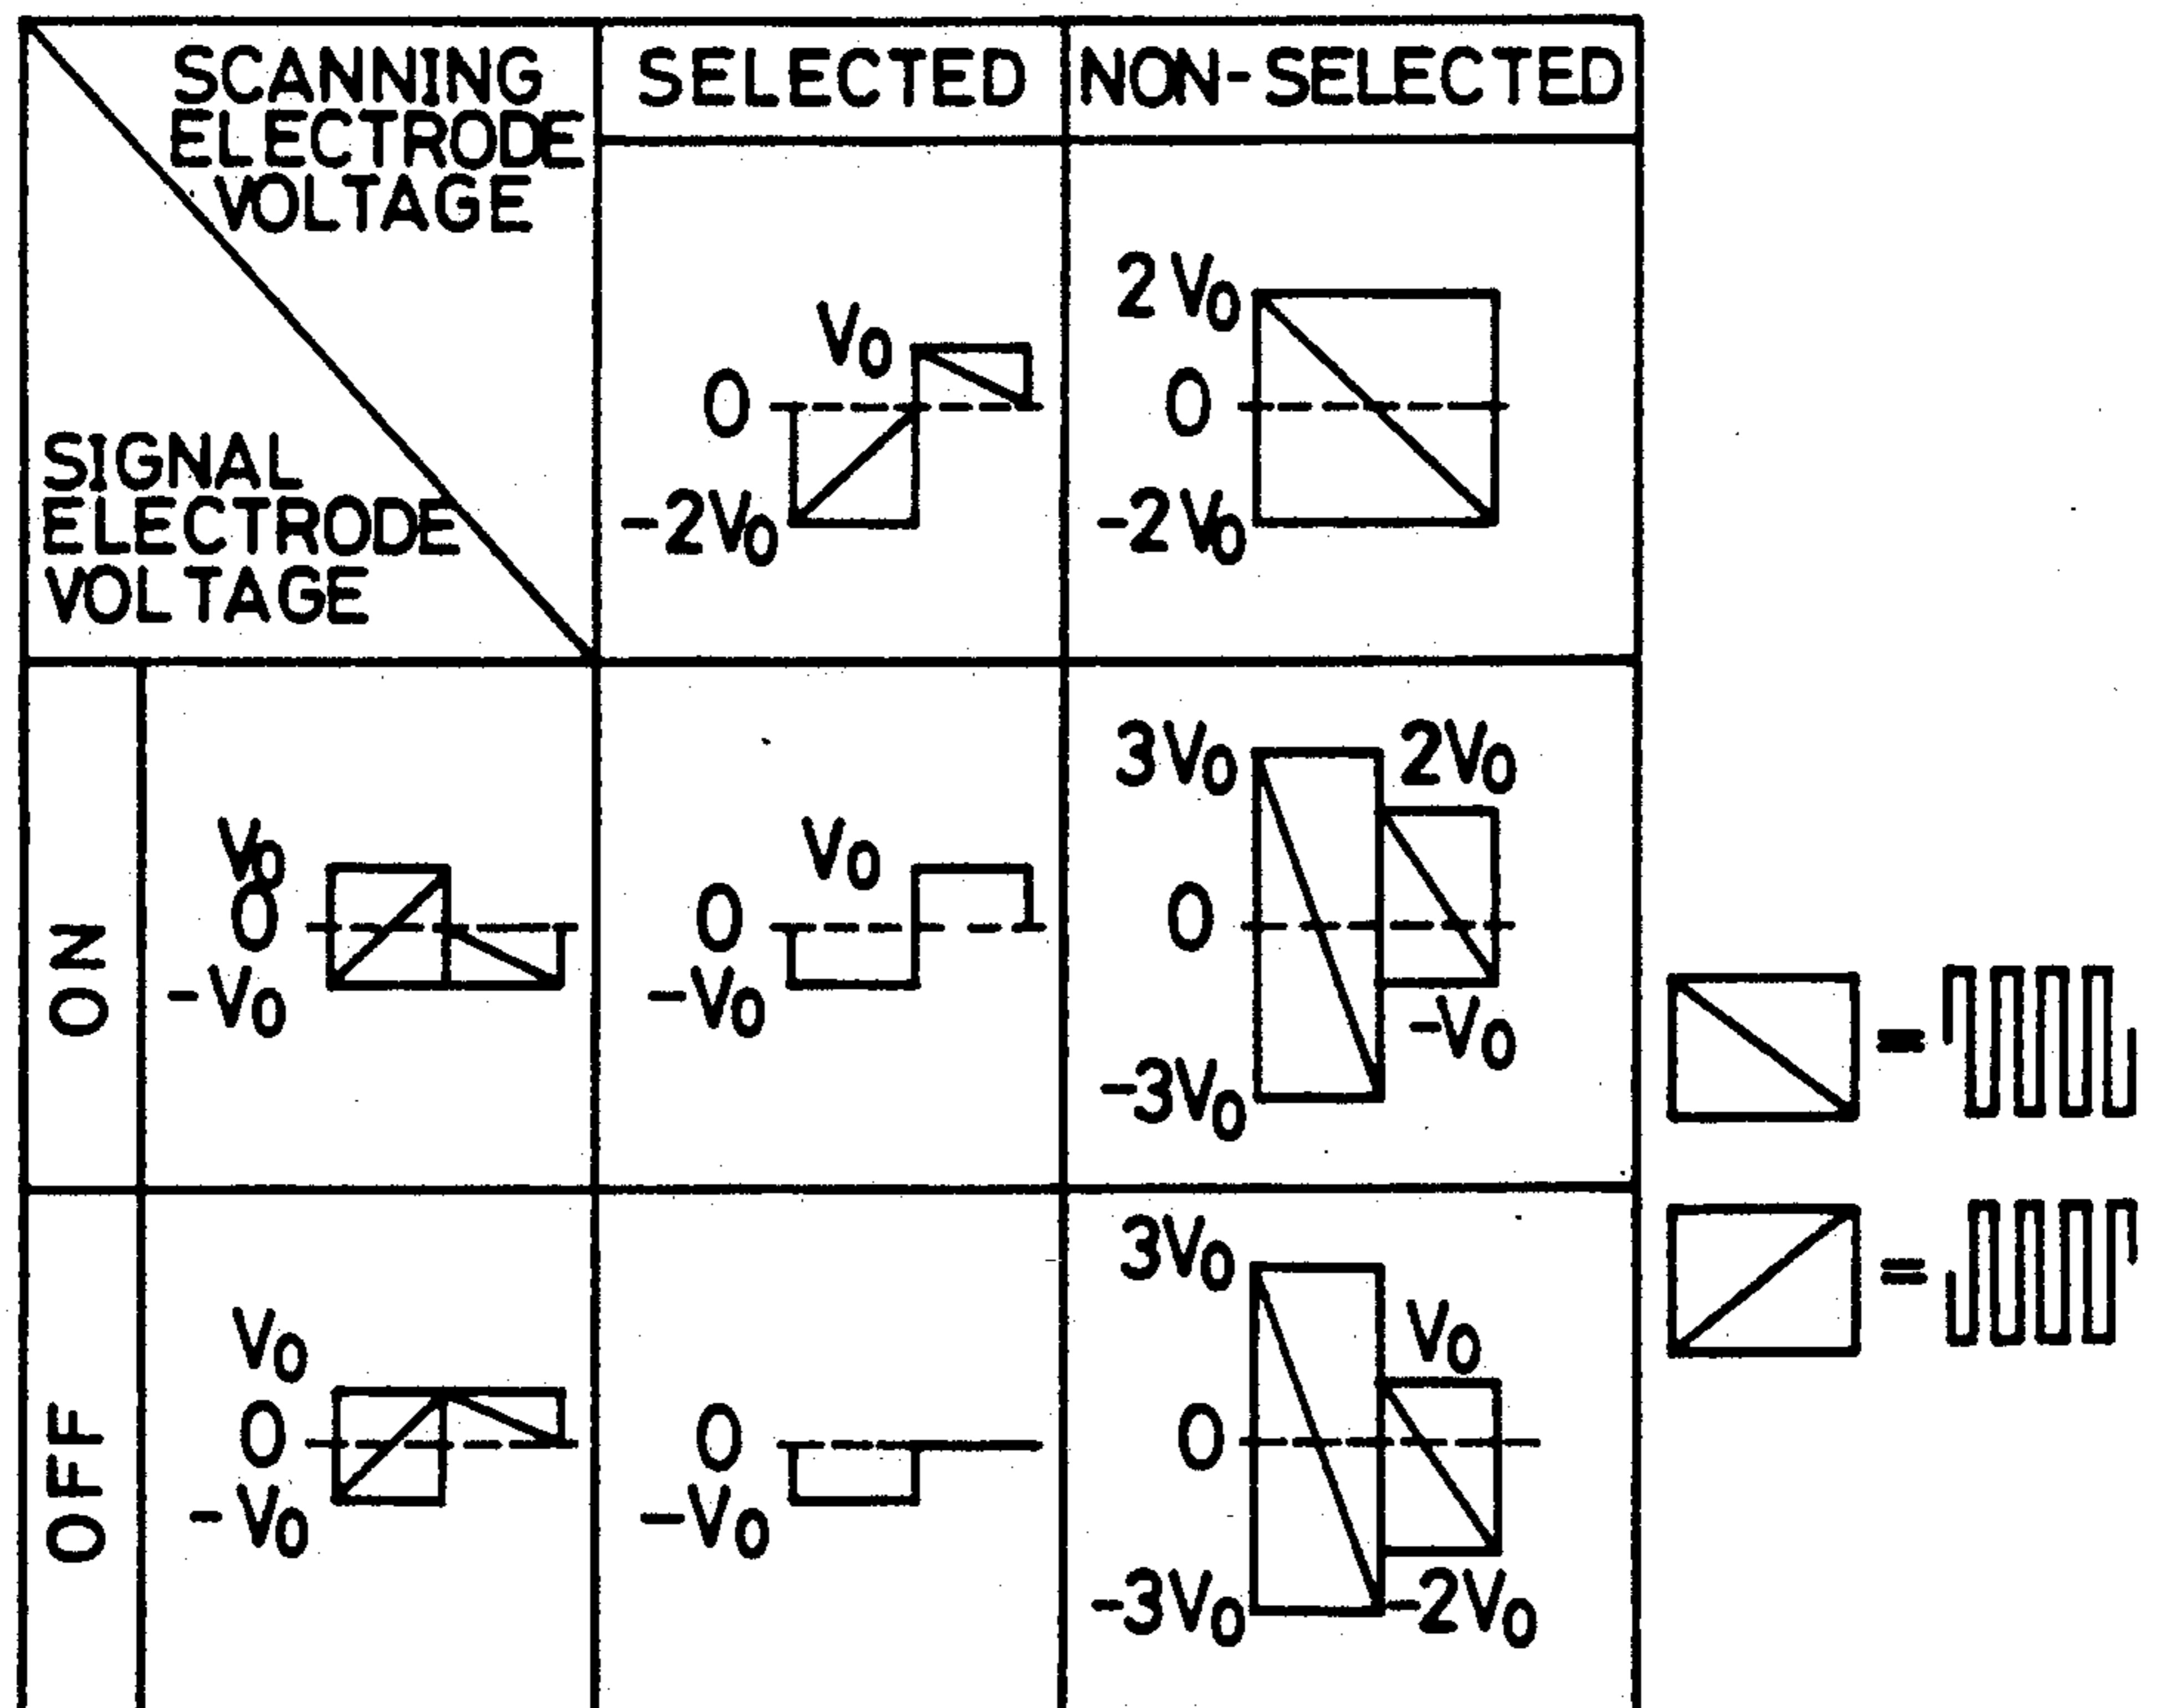 SCANNING
ELECTRODE
VOLTAGE
SELECTED
NON-SELECTED
SIGNAL
ELECTRODE
VOLTAGE
V0
0
-2V0
2V0
0
-2V0
ON
V0
0
-V0
V0
0
-V0
3V0
2V0
0
-V0
-3V0
=
=
OFF
V0
0
-V0
0
-V0
3V0
V0
0
-3V0
-2V0